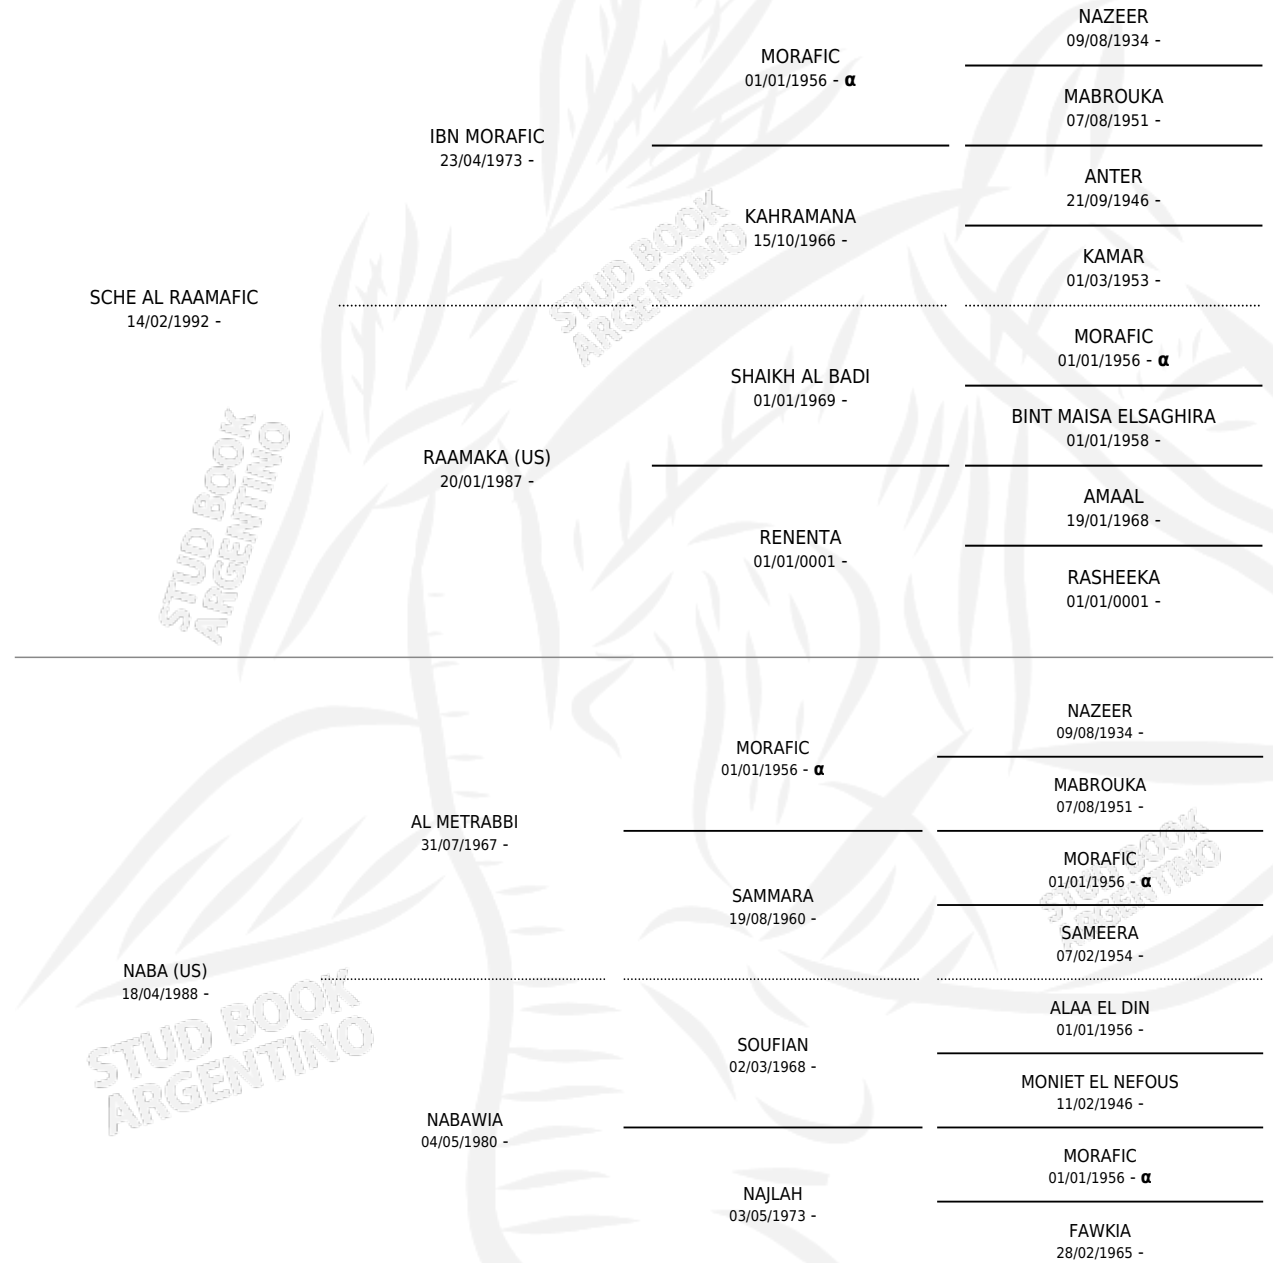 NAZEER
09/08/1934 -
MORAFIC
01/01/1956 - α
MABROUKA
07/08/1951 -
IBN MORAFIC
23/04/1973 -
ANTER
21/09/1946 -
KAHRAMANA
15/10/1966 -
KAMAR
01/03/1953 -
SCHE AL RAAMAFIC
14/02/1992 -
MORAFIC
01/01/1956 - α
SHAIKH AL BADI
01/01/1969 -
BINT MAISA ELSAGHIRA
01/01/1958 -
RAAMAKA (US)
20/01/1987 -
AMAAL
19/01/1968 -
RENENTA
01/01/0001 -
RASHEEKA
01/01/0001 -
STUD BOOK
ARGENTINO
STUD BOOK
ARGENTINO
NAZEER
09/08/1934 -
MORAFIC
01/01/1956 - α
MABROUKA
07/08/1951 -
AL METRABBI
31/07/1967 -
MORAFIC
01/01/1956 - α
SAMMARA
19/08/1960 -
SAMEERA
07/02/1954 -
NABA (US)
18/04/1988 -
ALAA EL DIN
01/01/1956 -
SOUFIAN
02/03/1968 -
MONIET EL NEFOUS
11/02/1946 -
NABAWIA
04/05/1980 -
MORAFIC
01/01/1956 - α
NAJLAH
03/05/1973 -
FAWKIA
28/02/1965 -
STUD BOOK
ARGENTINO
STUD BOOK
ARGENTINO